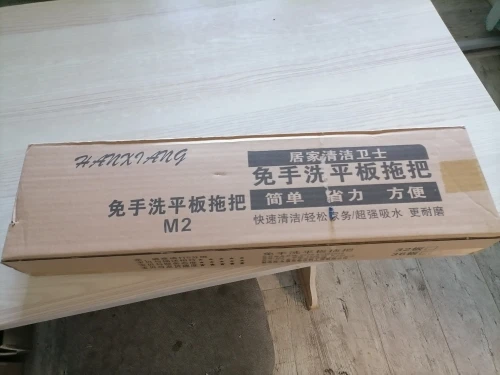 HANXIANG
免手洗平板拖把
M2
居家清洁卫士
免手洗平板拖把
简单 省力 方便
快速清洁/轻松家务/超强吸水 更耐磨